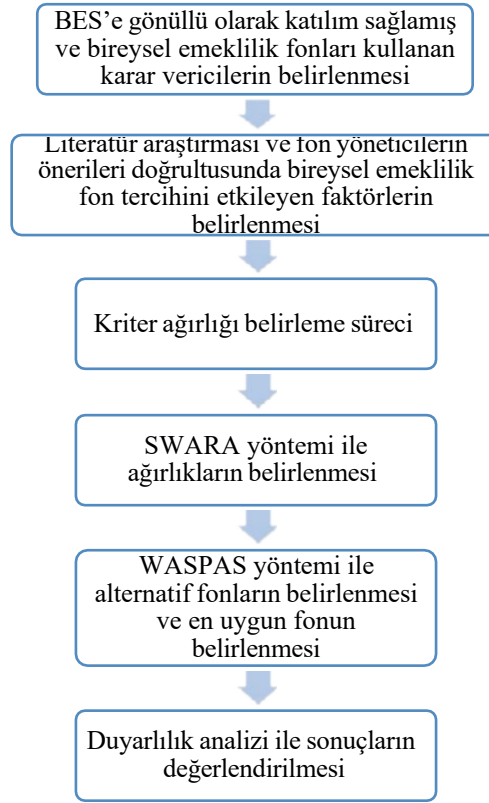 BES’e gönüllü olarak katılım sağlamış
ve bireysel emeklilik fonları kullanan
karar vericilerin belirlenmesi
Literatür araştırması ve fon yöneticilerin
önerileri doğrultusunda bireysel emeklilik
fon tercihini etkileyen faktörlerin
belirlenmesi
Kriter ağırlığı belirleme süreci
SWARA yöntemi ile
ağırlıkların belirlenmesi
WASPAS yöntemi ile
alternatif fonların belirlenmesi
ve en uygun fonun
belirlenmesi
Duyarlılık analizi ile sonuçların
değerlendirilmesi